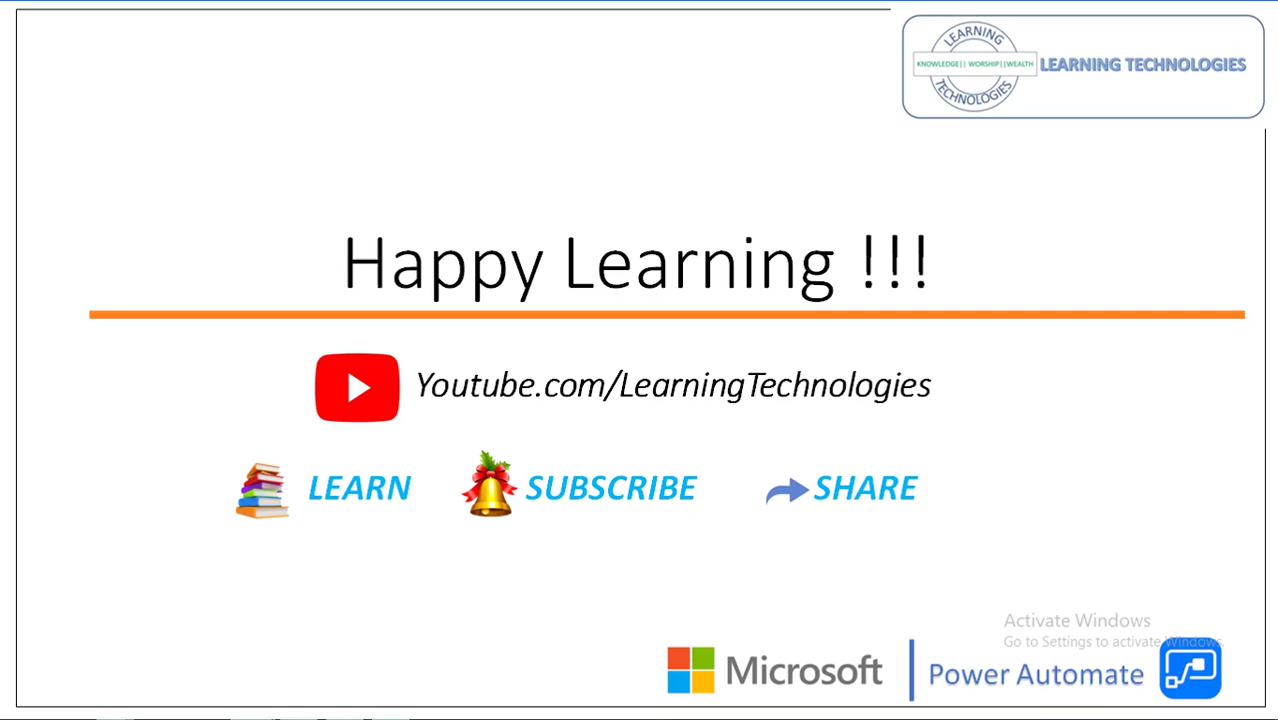 LEARNING
KNOWLEDGE|| WORSHIP||WEALTH
TECHNOLOGIES
LEARNING TECHNOLOGIES
Happy Learning !!!
Youtube.com/LearningTechnologies
LEARN SUBSCRIBE SHARE
Activate Windows
Go to Settings to activate Windows.
Microsoft Power Automate